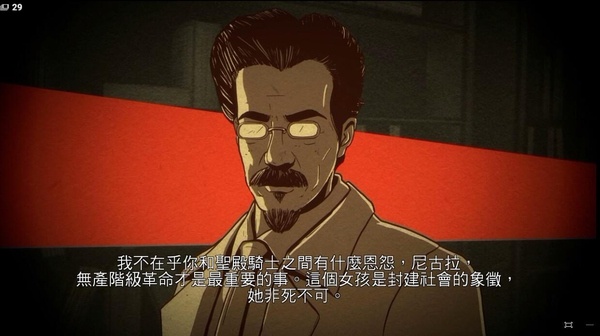 29
我不在乎你和聖殿騎士之間有什麼恩怨，尼古拉，
無產階級革命才是最重要的事。這個女孩是封建社會的象徵，
她非死不可。